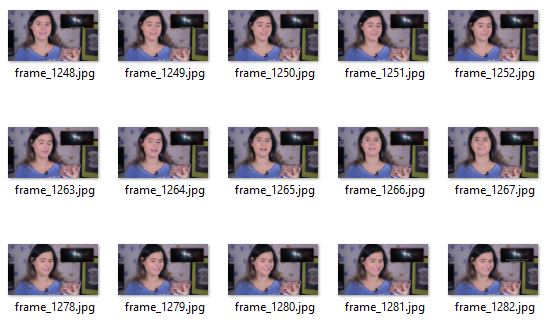 frame_1248.jpg frame_1249.jpg frame_1250.jpg frame_1251.jpg frame_1252.jpg
frame_1263.jpg frame_1264.jpg frame_1265.jpg frame_1266.jpg frame_1267.jpg
frame_1278.jpg frame_1279.jpg frame_1280.jpg frame_1281.jpg frame_1282.jpg